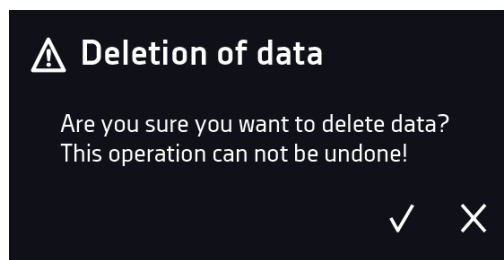 Deletion of data
Are you sure you want to delete data?
This operation can not be undone!